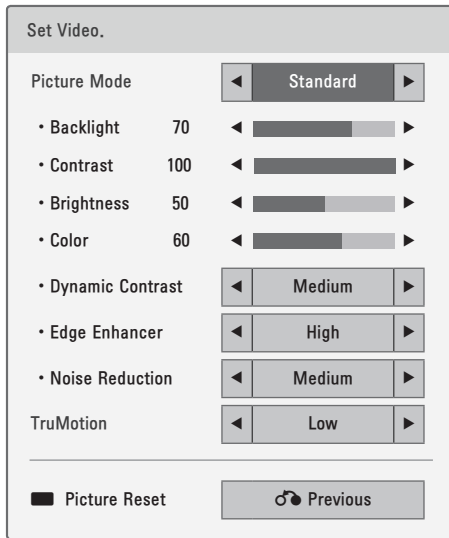 Set Video.
Picture Mode ◀ Standard ▶
• Backlight 70 ◀ ▶
• Contrast 100 ◀ ▶
• Brightness 50 ◀ ▶
• Color 60 ◀ ▶
• Dynamic Contrast ◀ Medium ▶
• Edge Enhancer ◀ High ▶
• Noise Reduction ◀ Medium ▶
TruMotion ◀ Low ▶
Picture Reset Previous